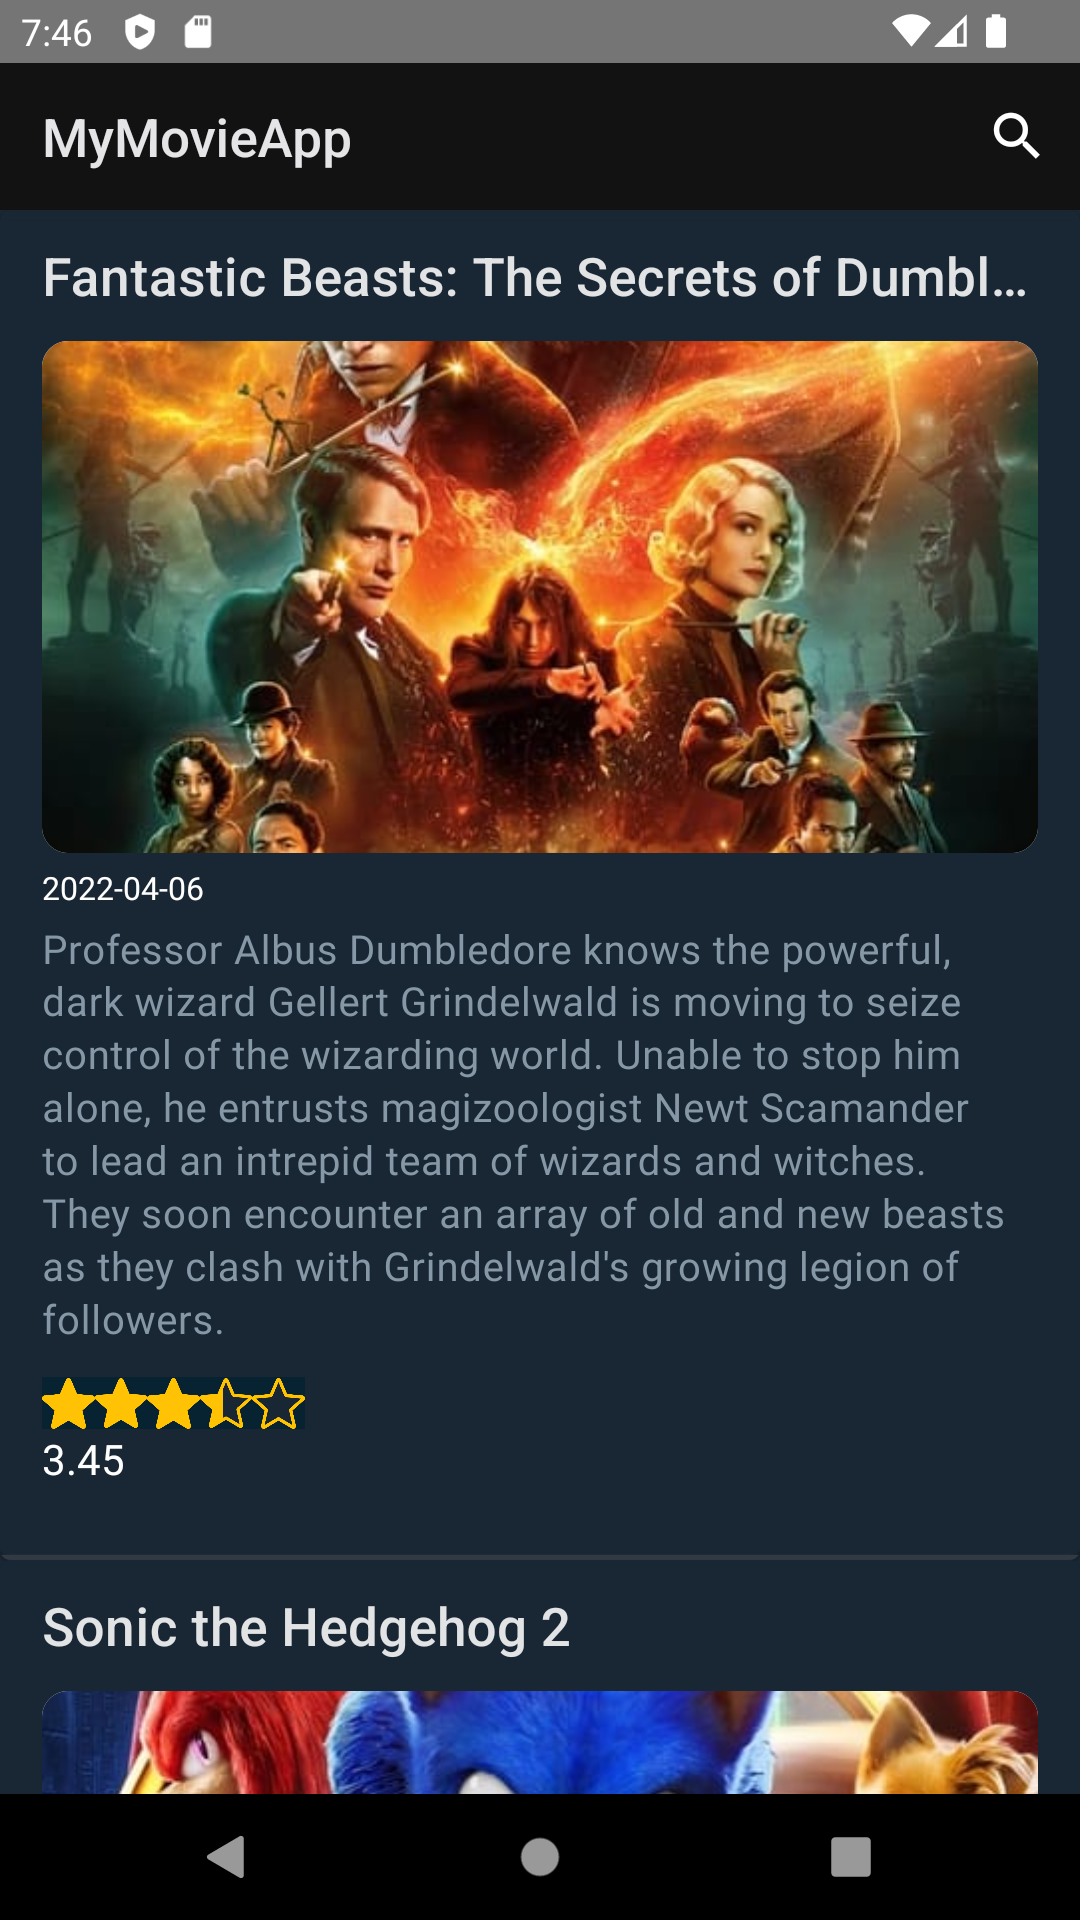 7:46
MyMovieApp
Fantastic Beasts: The Secrets of Dumbl...
2022-04-06
Professor Albus Dumbledore knows the powerful,
dark wizard Gellert Grindelwald is moving to seize
control of the wizarding world. Unable to stop him
alone, he entrusts magizoologist Newt Scamander
to lead an intrepid team of wizards and witches.
They soon encounter an array of old and new beasts
as they clash with Grindelwald's growing legion of
followers.
3.45
Sonic the Hedgehog 2